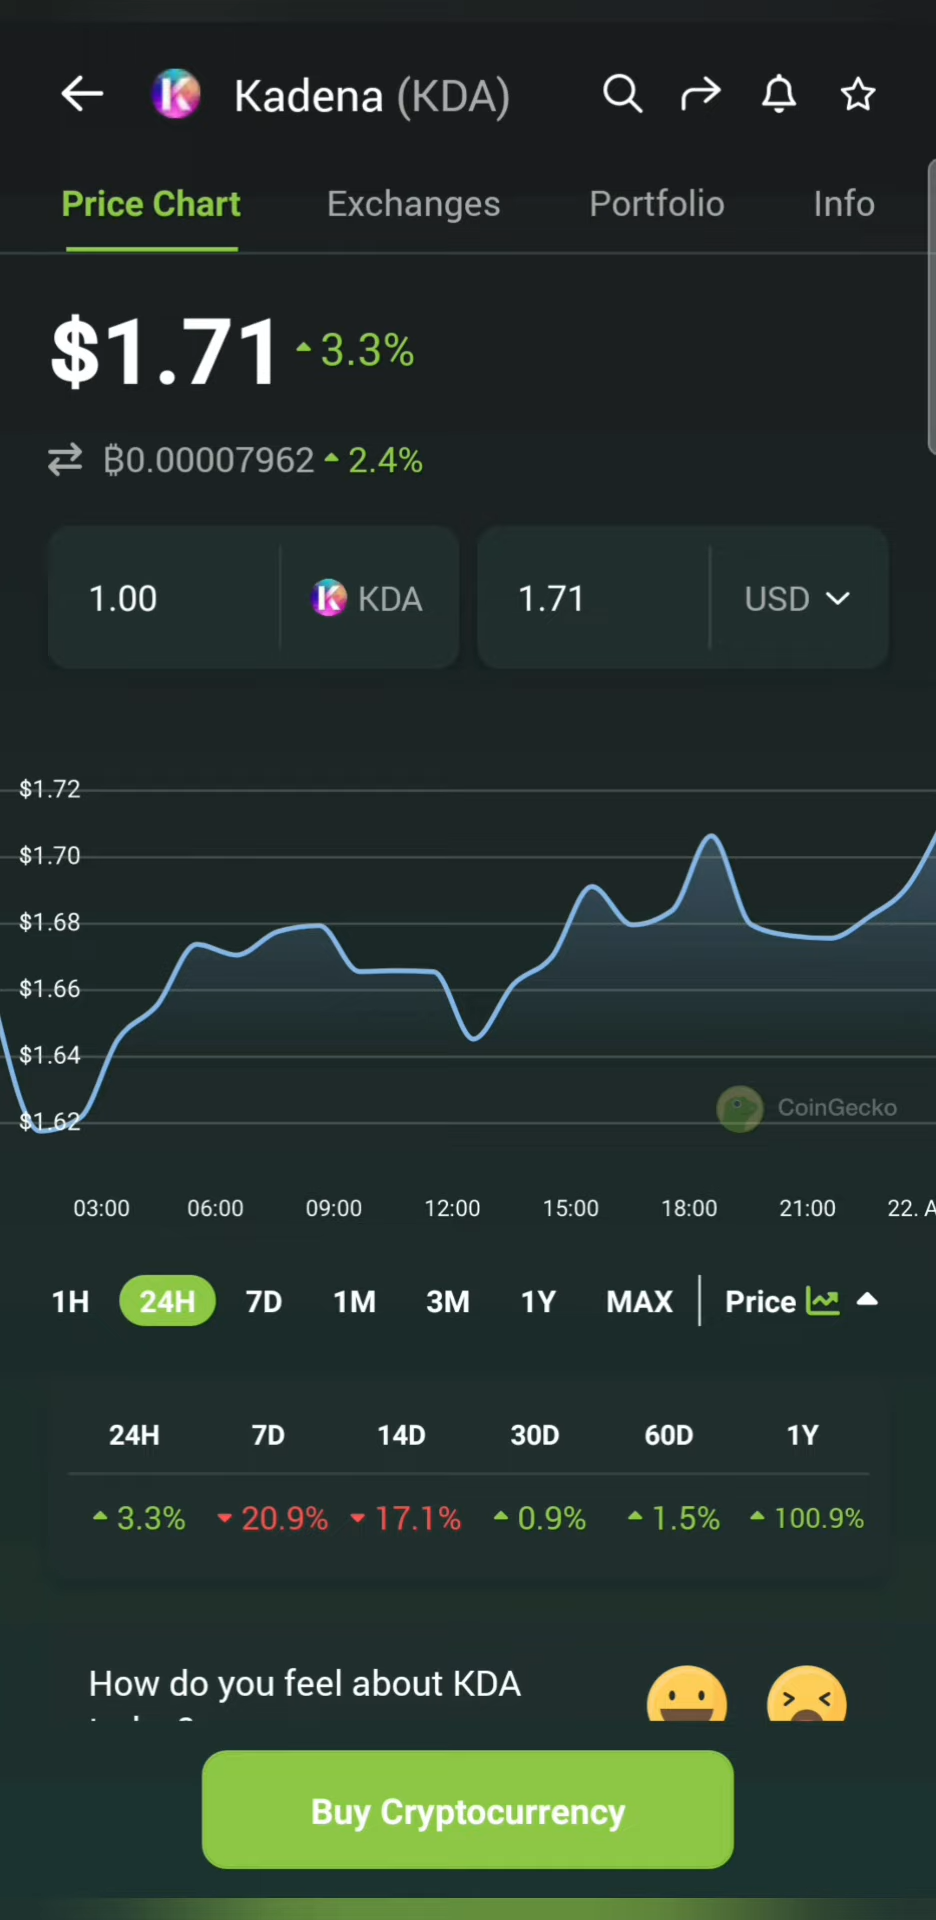 Kadena (KDA)
Price Chart Exchanges Portfolio Info
$1.71 3.3%
₿0.00007962 2.4%
1.00 KDA 1.71 USD
$1.72
$1.70
$1.68
$1.66
$1.64
$1.62
CoinGecko
03:00 06:00 09:00 12:00 15:00 18:00 21:00 22. A
1H 24H 7D 1M 3M 1Y MAX Price
24H 7D 14D 30D 60D 1Y
3.3% 20.9% 17.1% 0.9% 1.5% 100.9%
How do you feel about KDA
Buy Cryptocurrency